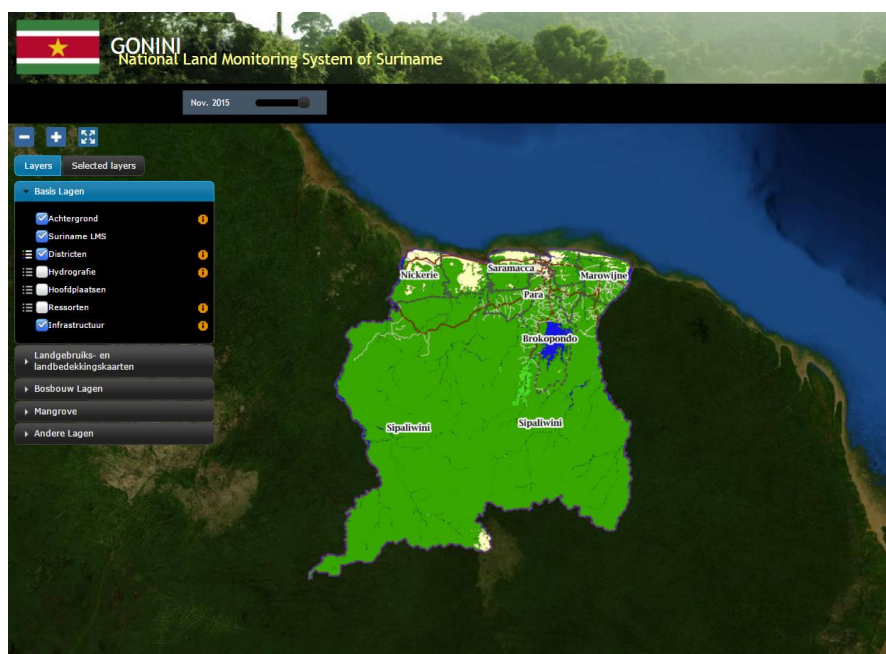 GONINI
National Land Monitoring System of Suriname
Nov. 2015
Layers
Selected layers
Basis Lagen
Achtergrond
Suriname LMS
Districten
Hydrografie
Hoofdplaatsen
Ressorten
Infrastructuur
Landgebruiks- en
landbedekkingskaarten
Bosbouw Lagen
Mangrove
Andere Lagen
Nickerie
Saramacca
Marowijne
Para
Brokopondo
Sipaliwini
Sipaliwini